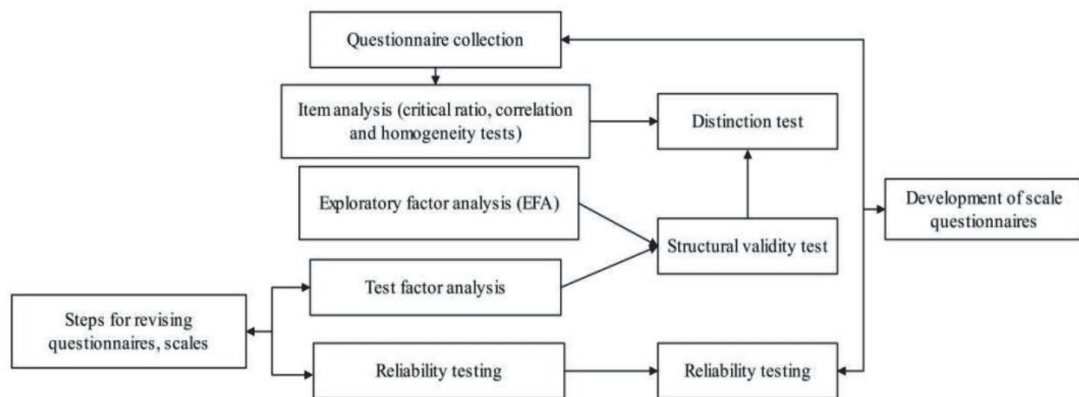 Questionnaire collection
Item analysis (critical ratio, correlation
and homogeneity tests)
Distinction test
Exploratory factor analysis (EFA)
Development of scale
questionnaires
Structural validity test
Test factor analysis
Steps for revising
questionnaires, scales
Reliability testing
Reliability testing